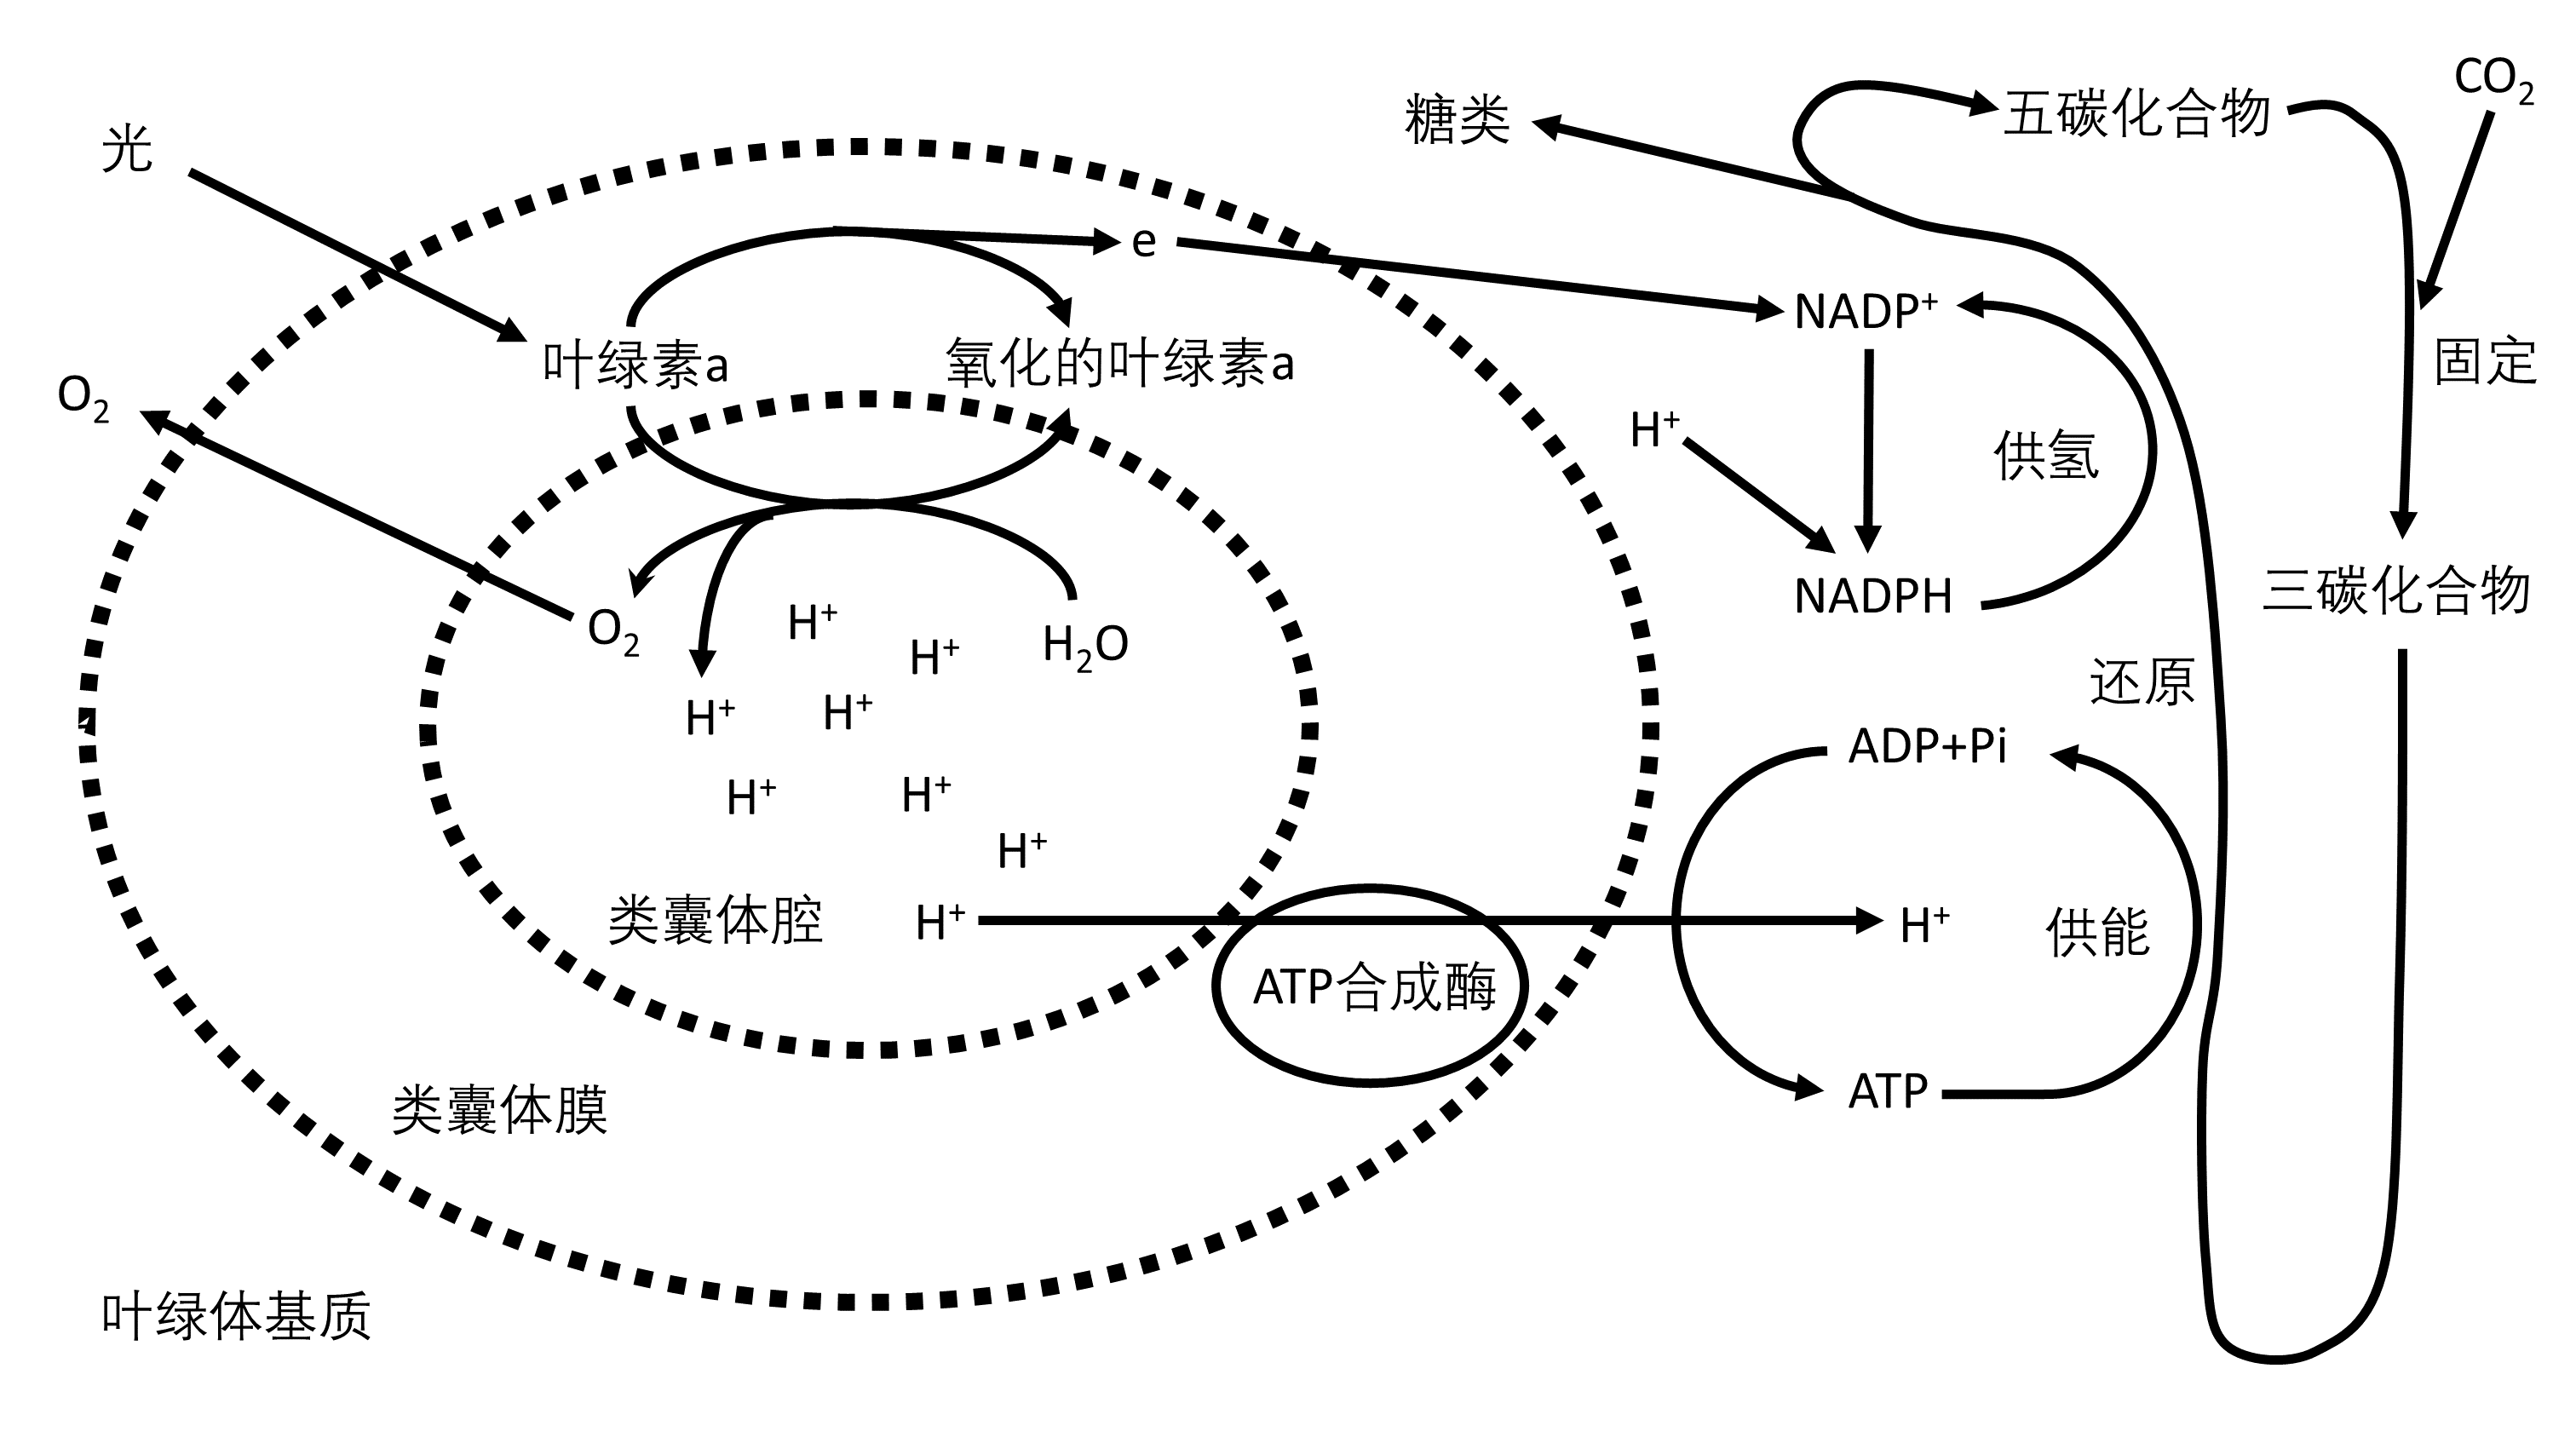 CO₂
糖类
五碳化合物
光
e
NADP⁺
叶绿素a
氧化的叶绿素a
固定
O₂
H⁺
供氢
NADPH
三碳化合物
O₂
H⁺
H⁺
H₂O
还原
H⁺
H⁺
ADP+Pi
H⁺
H⁺
H⁺
类囊体腔
H⁺
H⁺
供能
ATP合成酶
ATP
类囊体膜
叶绿体基质